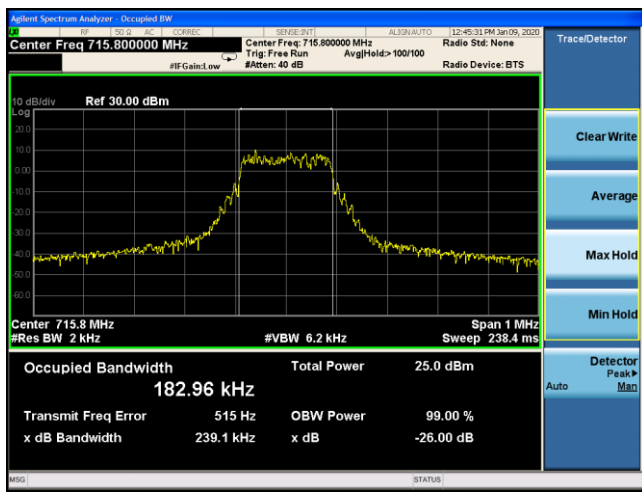 Agilent Spectrum Analyzer - Occupied BW
RF 50 Ω AC CORREC SENSE:INT ALIGN AUTO 12:45:31 PM Jan 09, 2020
Center Freq 715.800000 MHz Center Freq: 715.800000 MHz Radio Std: None Trace/Detector
Trig: Free Run Avg|Hold:>100/100
#IFGain:Low #Atten: 40 dB Radio Device: BTS
10 dB/div Ref 30.00 dBm
Log
20.0
10.0
0.00
-10.0
-20.0
-30.0
-40.0
-50.0
-60.0
Clear Write
Average
Max Hold
Min Hold
Center 715.8 MHz Span 1 MHz
#Res BW 2 kHz #VBW 6.2 kHz Sweep 238.4 ms
Occupied Bandwidth Total Power 25.0 dBm
182.96 kHz
Transmit Freq Error 515 Hz OBW Power 99.00 %
x dB Bandwidth 239.1 kHz x dB -26.00 dB
Detector
Peak▶
Auto Man
MSG STATUS